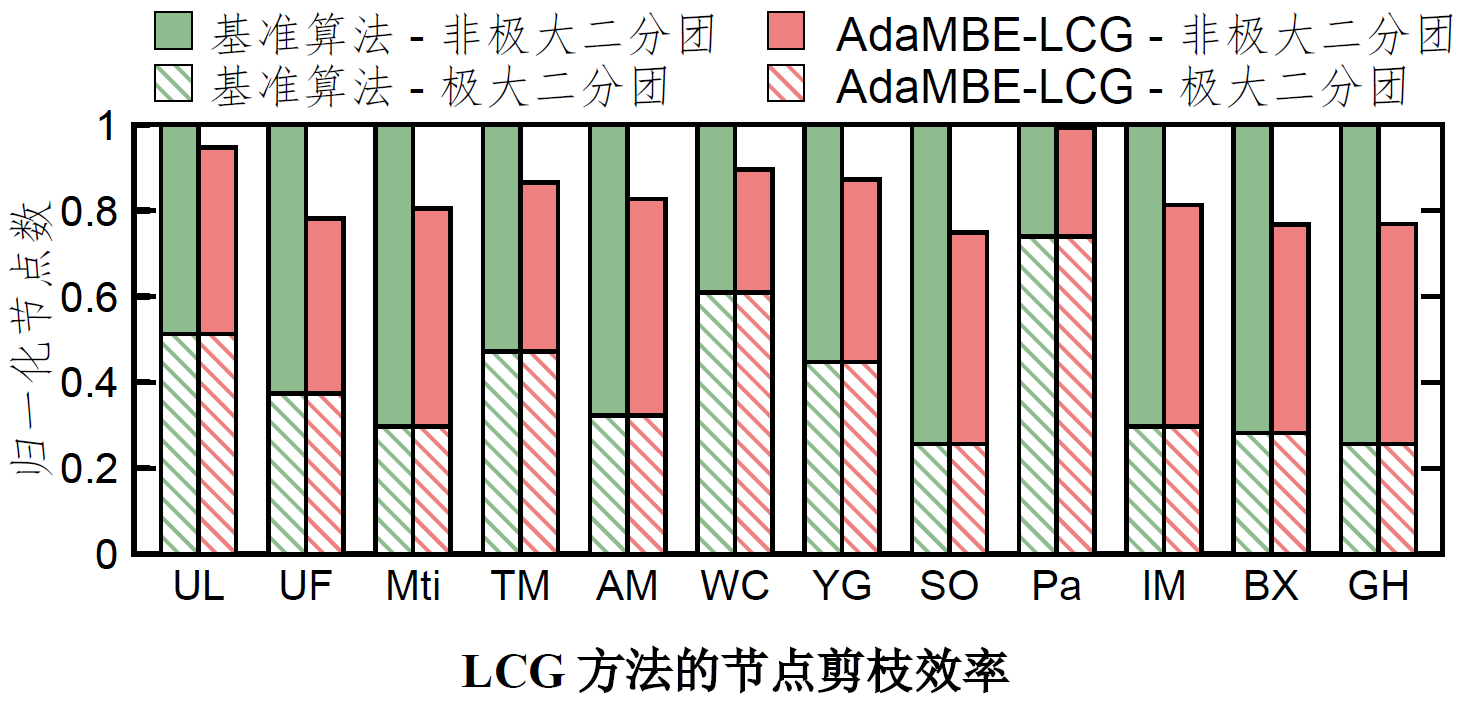 基准算法 - 非极大二分团 AdaMBE-LCG - 非极大二分团
基准算法 - 极大二分团 AdaMBE-LCG - 极大二分团
归一化节点数
1
0.8
0.6
0.4
0.2
0
UL UF Mti TM AM WC YG SO Pa IM BX GH
LCG 方法的节点剪枝效率